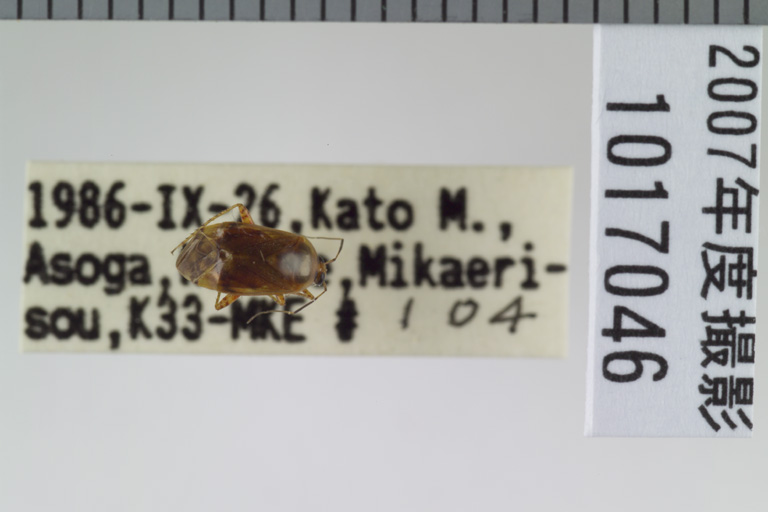 1986-IX-26,Kato M.,
Asoga, ,Mikaeri-
sou,K33-MKE # 104
2007年度撮影
1017046